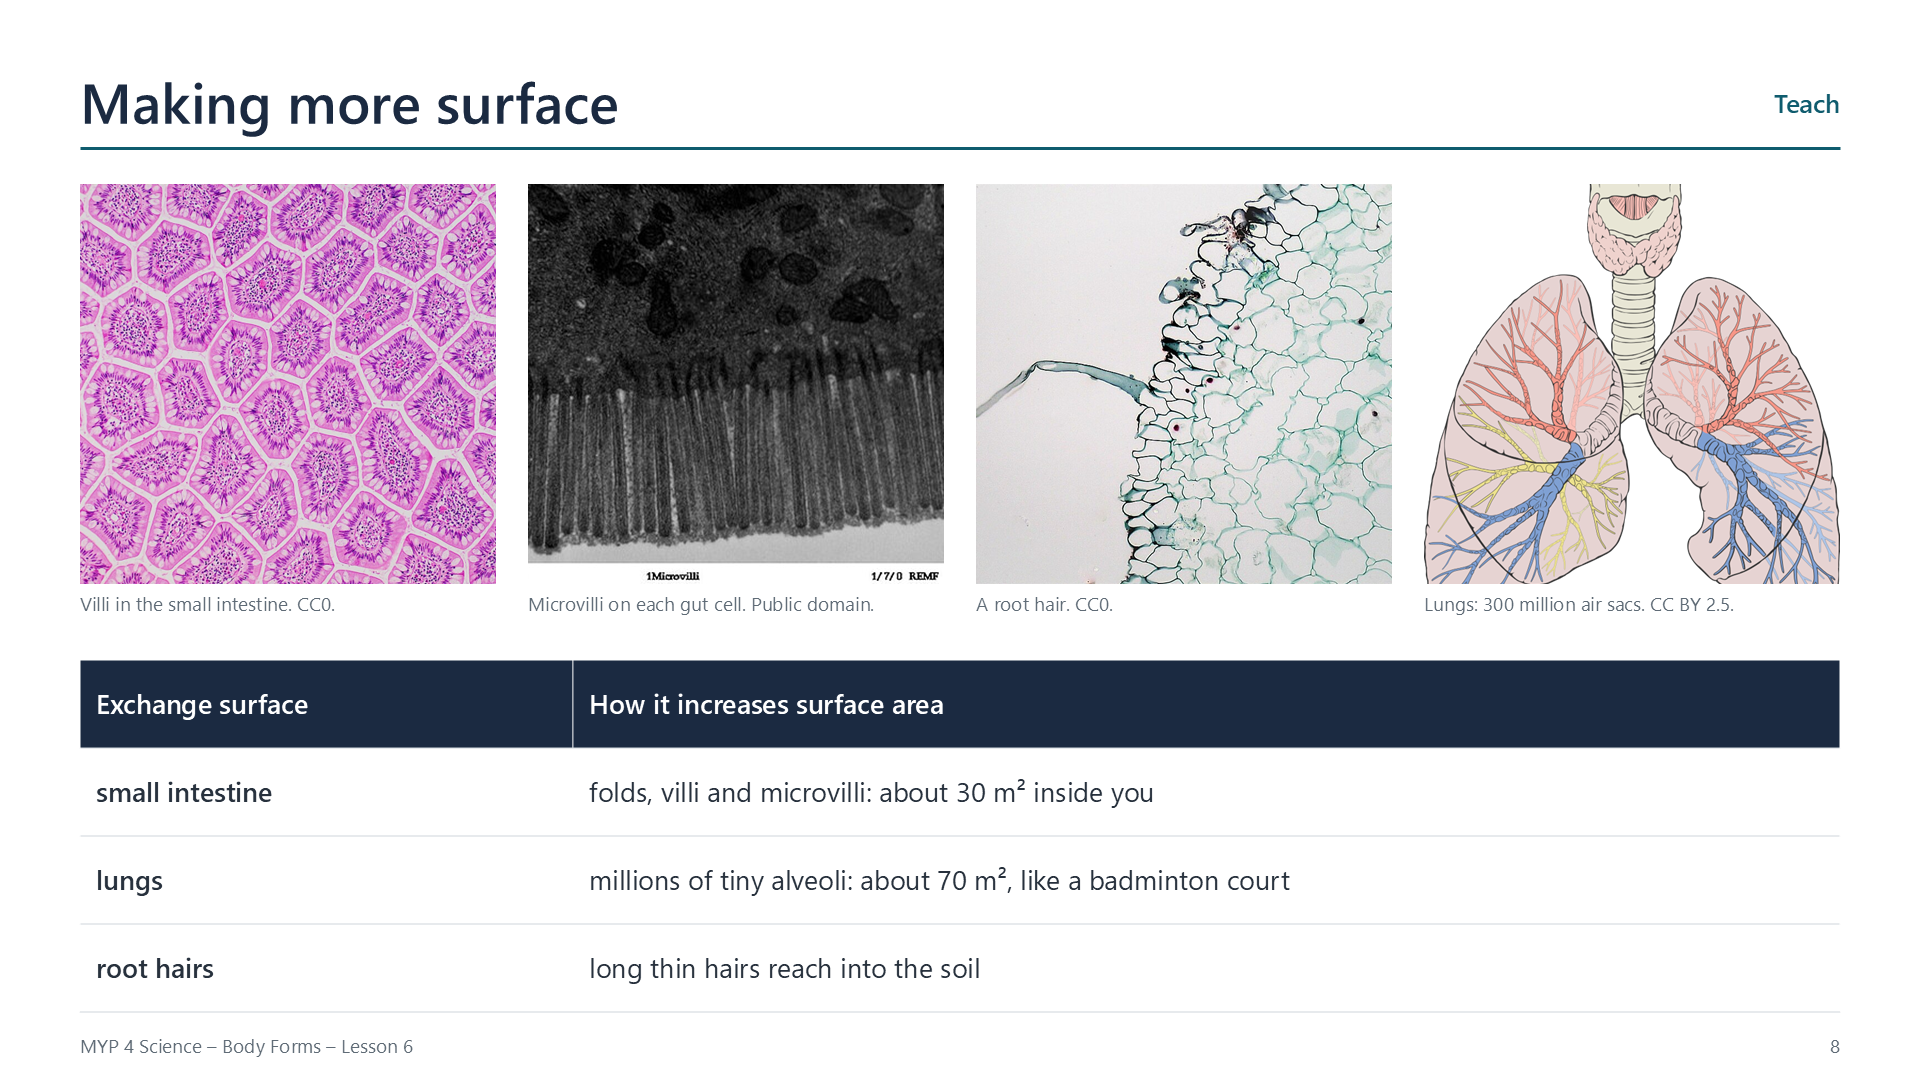 Making more surface
Teach
1Microvilli
1/7/0 REMF
Villi in the small intestine. CC0.
Microvilli on each gut cell. Public domain.
A root hair. CC0.
Lungs: 300 million air sacs. CC BY 2.5.
Exchange surface
How it increases surface area
small intestine
folds, villi and microvilli: about 30 m² inside you
lungs
millions of tiny alveoli: about 70 m², like a badminton court
root hairs
long thin hairs reach into the soil
MYP 4 Science – Body Forms – Lesson 6
8